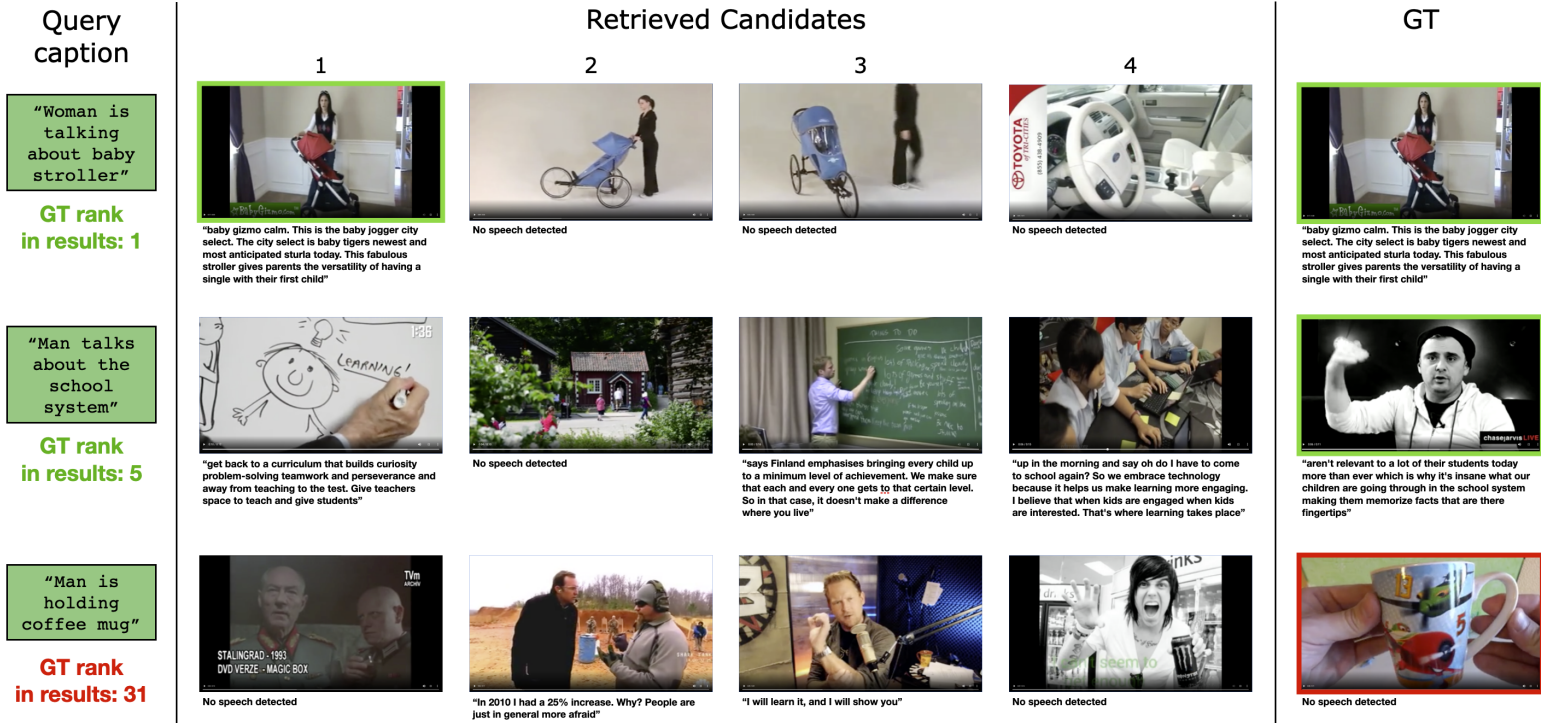 Query caption
Retrieved Candidates
GT
1
2
3
4
“Woman is
talking
about baby
stroller”
GT rank
in results: 1
BabyGizmo.com
“baby gizmo calm. This is the baby jogger city
select. The city select is baby tigers newest and
most anticipated sturla today. This fabulous
stroller gives parents the versatility of having a
single with their first child”
No speech detected
No speech detected
TOYOTA
of TRI-CITIES
(855) 438-4909
No speech detected
BabyGizmo.com
“baby gizmo calm. This is the baby jogger city
select. The city select is baby tigers newest and
most anticipated sturla today. This fabulous
stroller gives parents the versatility of having a
single with their first child”
“Man talks
about the
school
system”
GT rank
in results: 5
1:36
LEARNING!
“get back to a curriculum that builds curiosity
problem-solving teamwork and perseverance and
away from teaching to the test. Give teachers
space to teach and give students”
No speech detected
THINGS TO DO
“says Finland emphasises bringing every child up
to a minimum level of achievement. We make sure
that each and every one gets to that certain level.
So in that case, it doesn't make a difference
where you live”
“up in the morning and say oh do I have to come
to school again? So we embrace technology
because it helps us make learning more engaging.
I believe that when kids are engaged when kids
are interested. That's where learning takes place”
chasejarvis LIVE
“aren't relevant to a lot of their students today
more than ever which is why it's insane what our
children are going through in the school system
making them memorize facts that are there
fingertips”
“Man is
holding
coffee mug”
GT rank
in results: 31
TVm
ARCHIV
STALINGRAD - 1993
DVD VERZE - MAGIC BOX
No speech detected
“In 2010 I had a 25% increase. Why? People are
just in general more afraid”
“I will learn it, and I will show you”
drinks
seem to
No speech detected
5
No speech detected